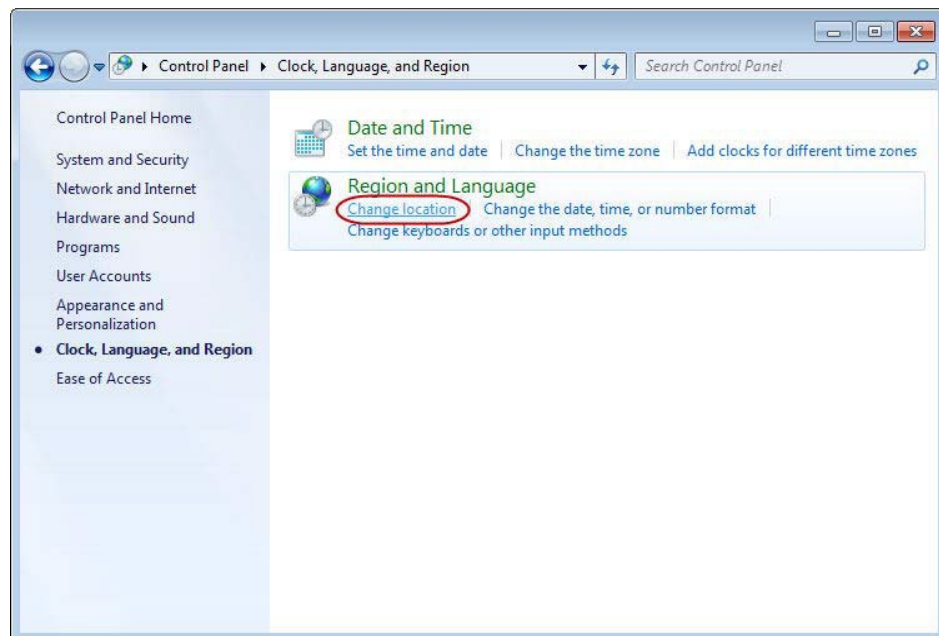 Control Panel Clock, Language, and Region Search Control Panel
Control Panel Home
System and Security
Network and Internet
Hardware and Sound
Programs
User Accounts
Appearance and
Personalization
Clock, Language, and Region
Ease of Access
Date and Time
Set the time and date Change the time zone Add clocks for different time zones
Region and Language
Change location Change the date, time, or number format
Change keyboards or other input methods